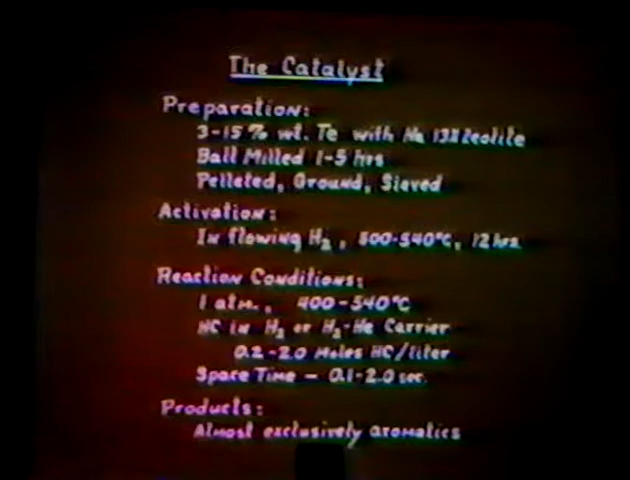 The Catalyst
Preparation:
3-15 % wt. Te with Na 13X Zeolite
Ball Milled 1-5 hrs
Pelleted, Ground, Sieved
Activation:
In flowing H₂, 500-540°C, 12 hrs
Reaction Conditions:
1 atm., 400-540°C
HC in H₂ or H₂-He Carrier
0.2-2.0 Moles HC/liter
Space Time - 0.1-2.0 sec.
Products:
Almost exclusively aromatics